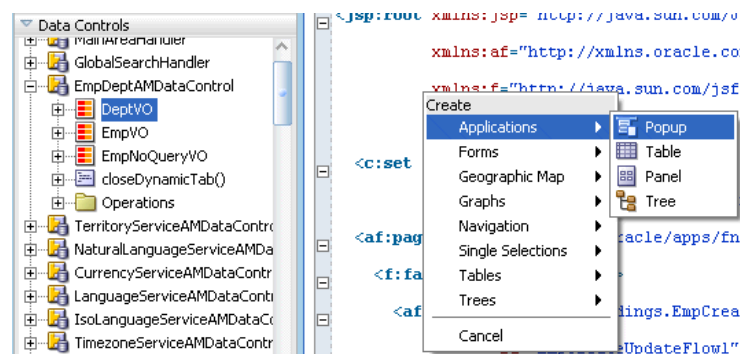 Data Controls
MainAreaHandler
GlobalSearchHandler
EmpDeptAMDataControl
DeptVO
EmpVO
EmpNoQueryVO
closeDynamicTab()
Operations
TerritoryServiceAMDataContro
NaturalLanguageServiceAMDa
CurrencyServiceAMDataContr
LanguageServiceAMDataContr
IsoLanguageServiceAMDataCo
TimezoneServiceAMDataContr
<jsp:root xmlns:jsp="http://java.sun.com/J
xmlns:af="http://xmlns.oracle.co
xmlns:f="http://java.sun.com/jsf
<c:set
<af:pag
acle/apps/fn
<f:fa
>
<af
dings.EmpCrea
UpdateFlow1"
Create
Applications
Forms
Geographic Map
Graphs
Navigation
Single Selections
Tables
Trees
Cancel
Popup
Table
Panel
Tree